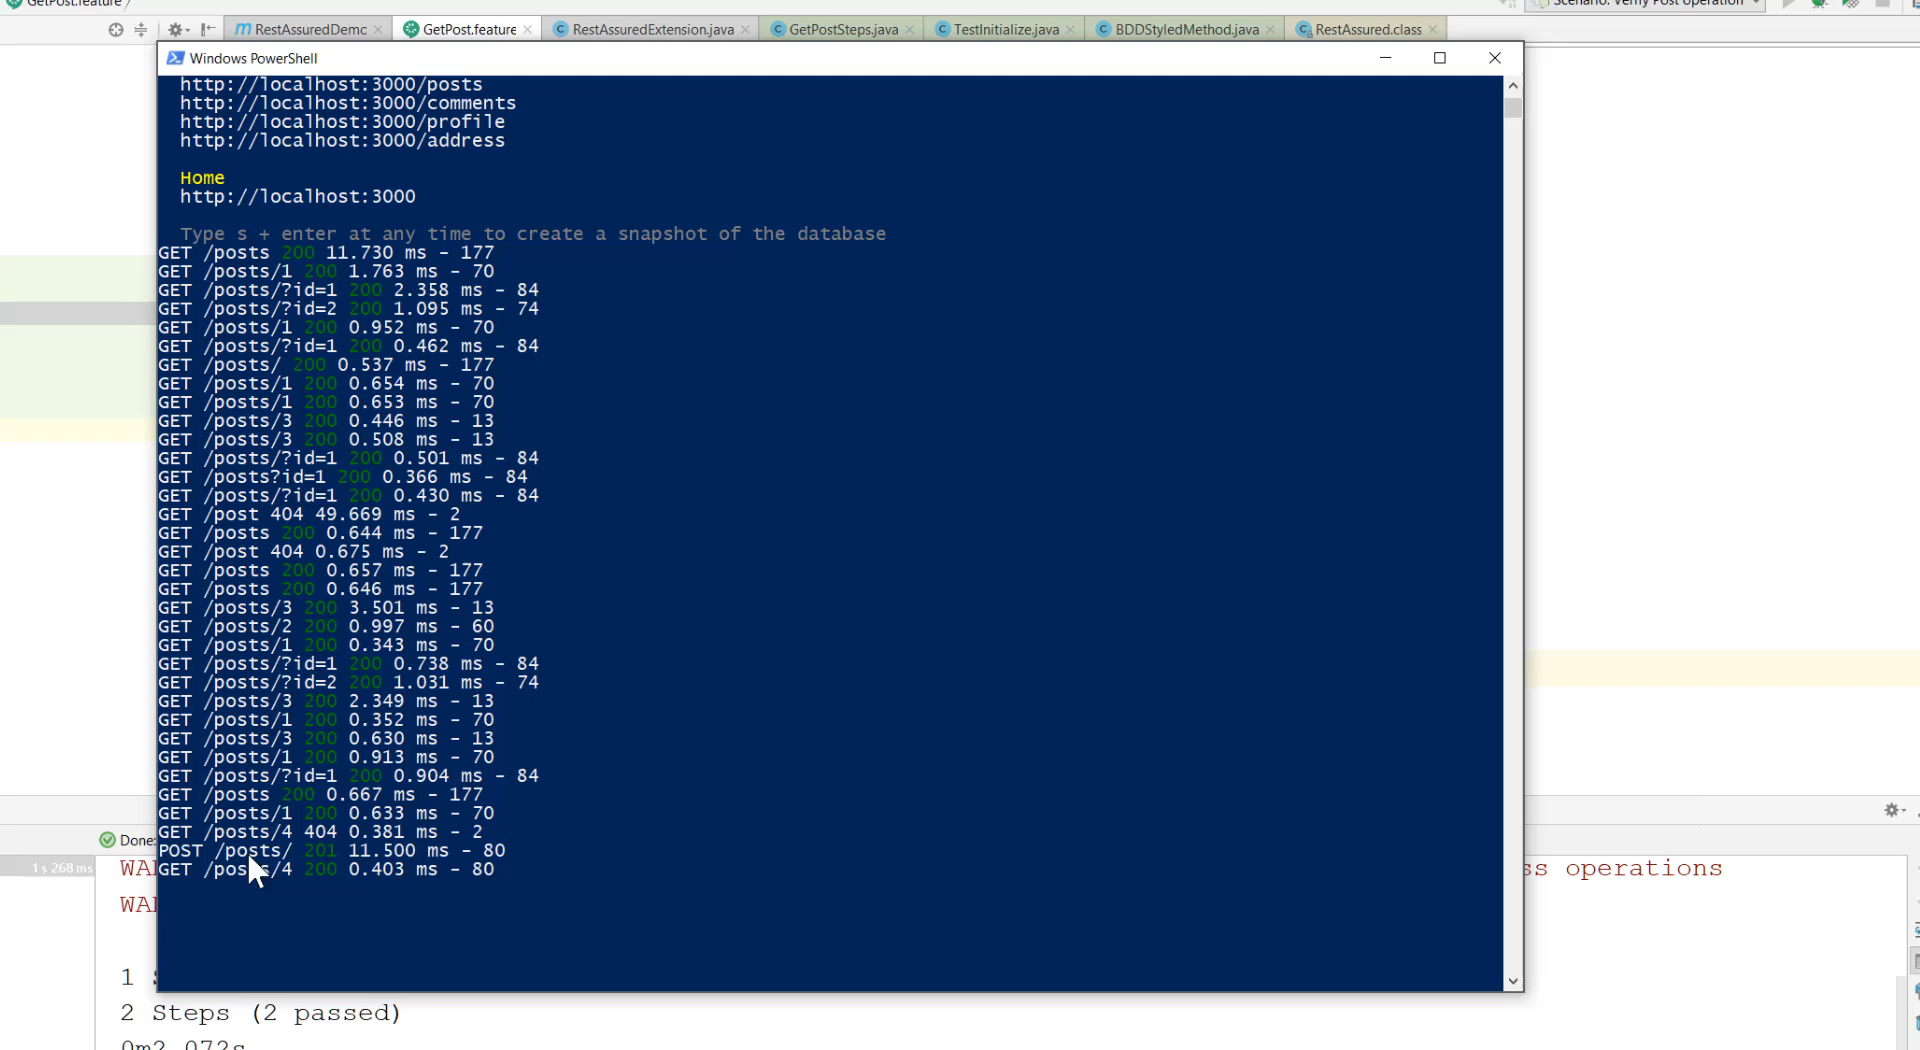 GetPost.feature
Scenario: Verify Post operation
RestAssuredDemo
GetPost.feature
RestAssuredExtension.java
GetPostSteps.java
TestInitialize.java
BDDStyledMethod.java
RestAssured.class
Windows PowerShell
http://localhost:3000/posts
http://localhost:3000/comments
http://localhost:3000/profile
http://localhost:3000/address
Home
http://localhost:3000
Type s + enter at any time to create a snapshot of the database
GET /posts 200 11.730 ms - 177
GET /posts/1 200 1.763 ms - 70
GET /posts/?id=1 200 2.358 ms - 84
GET /posts/?id=2 200 1.095 ms - 74
GET /posts/1 200 0.952 ms - 70
GET /posts/?id=1 200 0.462 ms - 84
GET /posts/ 200 0.537 ms - 177
GET /posts/1 200 0.654 ms - 70
GET /posts/1 200 0.653 ms - 70
GET /posts/3 200 0.446 ms - 13
GET /posts/3 200 0.508 ms - 13
GET /posts/?id=1 200 0.501 ms - 84
GET /posts?id=1 200 0.366 ms - 84
GET /posts/?id=1 200 0.430 ms - 84
GET /post 404 49.669 ms - 2
GET /posts 200 0.644 ms - 177
GET /post 404 0.675 ms - 2
GET /posts 200 0.657 ms - 177
GET /posts 200 0.646 ms - 177
GET /posts/3 200 3.501 ms - 13
GET /posts/2 200 0.997 ms - 60
GET /posts/1 200 0.343 ms - 70
GET /posts/?id=1 200 0.738 ms - 84
GET /posts/?id=2 200 1.031 ms - 74
GET /posts/3 200 2.349 ms - 13
GET /posts/1 200 0.352 ms - 70
GET /posts/3 200 0.630 ms - 13
GET /posts/1 200 0.913 ms - 70
GET /posts/?id=1 200 0.904 ms - 84
GET /posts 200 0.667 ms - 177
GET /posts/1 200 0.633 ms - 70
GET /posts/4 404 0.381 ms - 2
POST /posts/ 201 11.500 ms - 80
GET /posts/4 200 0.403 ms - 80
Done:
1 s 268 ms
WA
ss operations
WA
1 S
2 Steps (2 passed)
0m2.072s